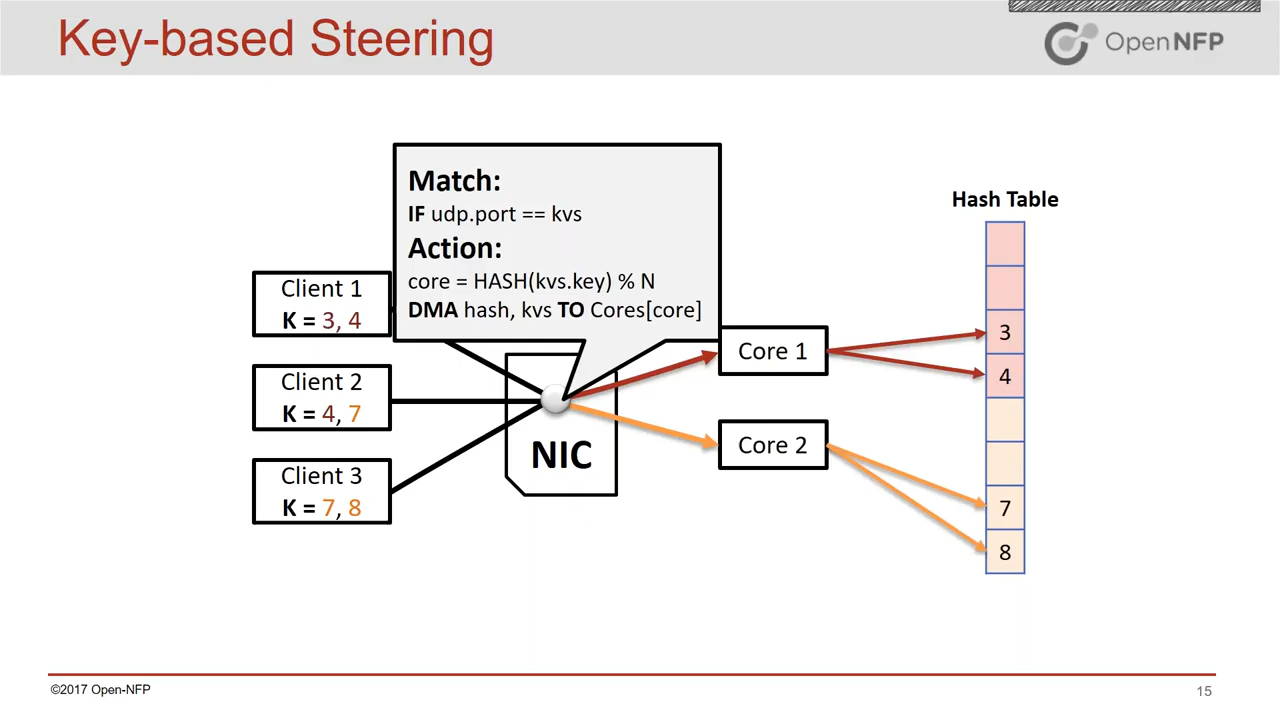 Key-based Steering
OpenNFP
Match:
IF udp.port == kvs
Action:
core = HASH(kvs.key) % N
DMA hash, kvs TO Cores[core]
Hash Table
Client 1
K = 3, 4
Client 2
K = 4, 7
Client 3
K = 7, 8
NIC
Core 1
Core 2
3
4
7
8
©2017 Open-NFP
15